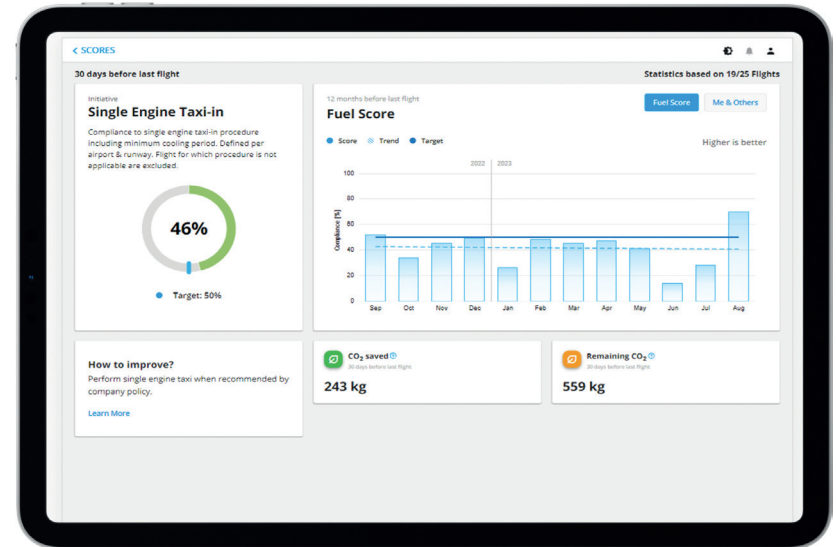 < SCORES
30 days before last flight
Statistics based on 19/25 Flights
Initiative
Single Engine Taxi-in
Compliance to single engine taxi-in procedure
including minimum cooling period. Defined per
airport & runway. Flight for which procedure is not
applicable are excluded.
46%
Target: 50%
12 months before last flight
Fuel Score
Fuel Score
Me & Others
Score
Trend
Target
Higher is better
2022
2023
Compliance [%]
100
80
60
40
20
0
Sep
Oct
Nov
Dec
Jan
Feb
Mar
Apr
May
Jun
Jul
Aug
How to improve?
Perform single engine taxi when recommended by
company policy.
Learn More
CO₂ saved
30 days before last flight
243 kg
Remaining CO₂
30 days before last flight
559 kg